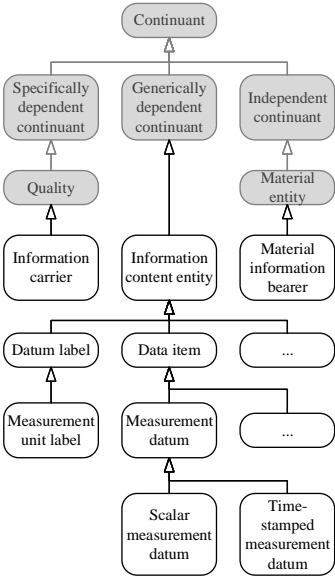 Continuant
Specifically
dependent
continuant
Generically
dependent
continuant
Independent
continuant
Quality
Material
entity
Information
carrier
Information
content entity
Material
information
bearer
Datum label
Data item
...
Measurement
unit label
Measurement
datum
...
Scalar
measurement
datum
Time-
stamped
measurement
datum